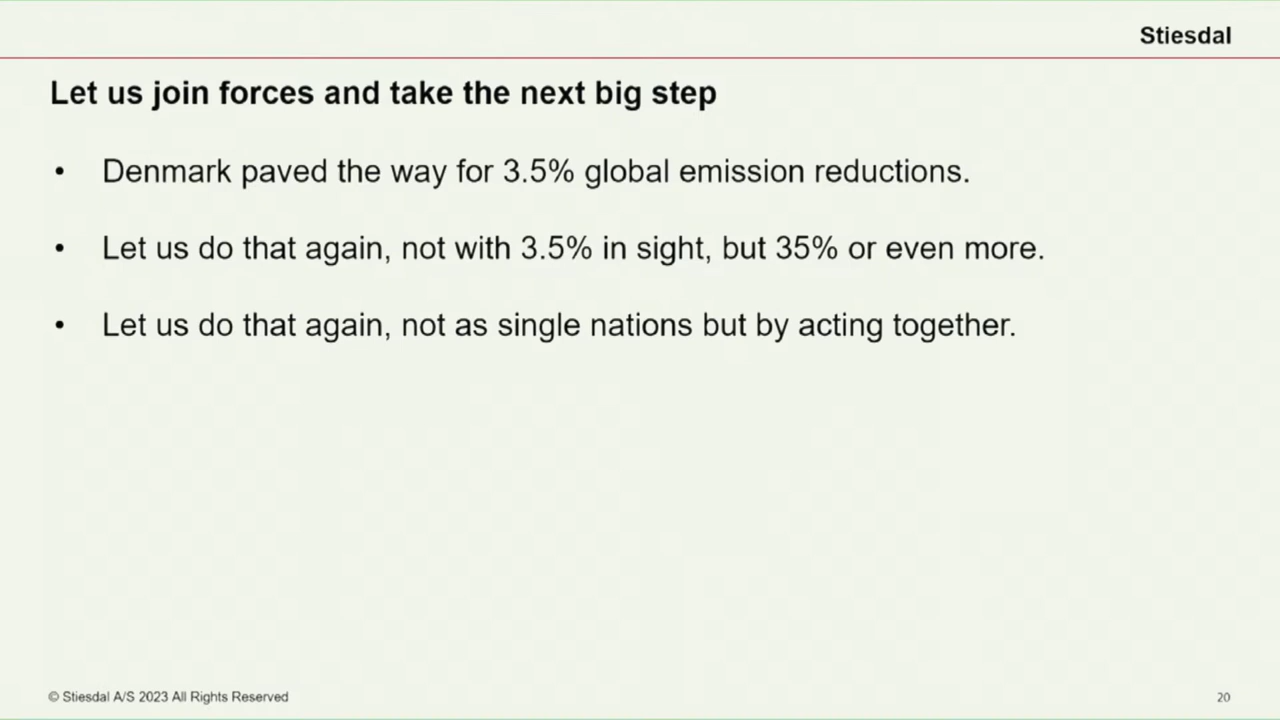 Stiesdal
Let us join forces and take the next big step
• Denmark paved the way for 3.5% global emission reductions.
• Let us do that again, not with 3.5% in sight, but 35% or even more.
• Let us do that again, not as single nations but by acting together.
© Stiesdal A/S 2023 All Rights Reserved
20